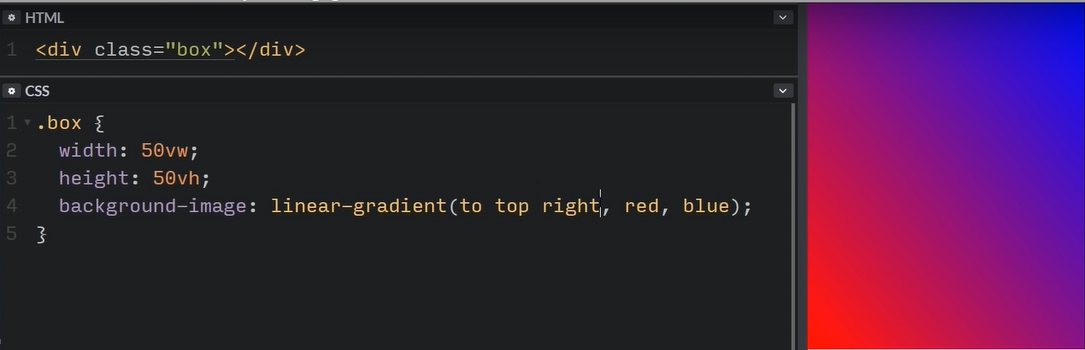 HTML
1 <div class="box"></div>
CSS
1 .box {
2 width: 50vw;
3 height: 50vh;
4 background-image: linear-gradient(to top right, red, blue);
5 }